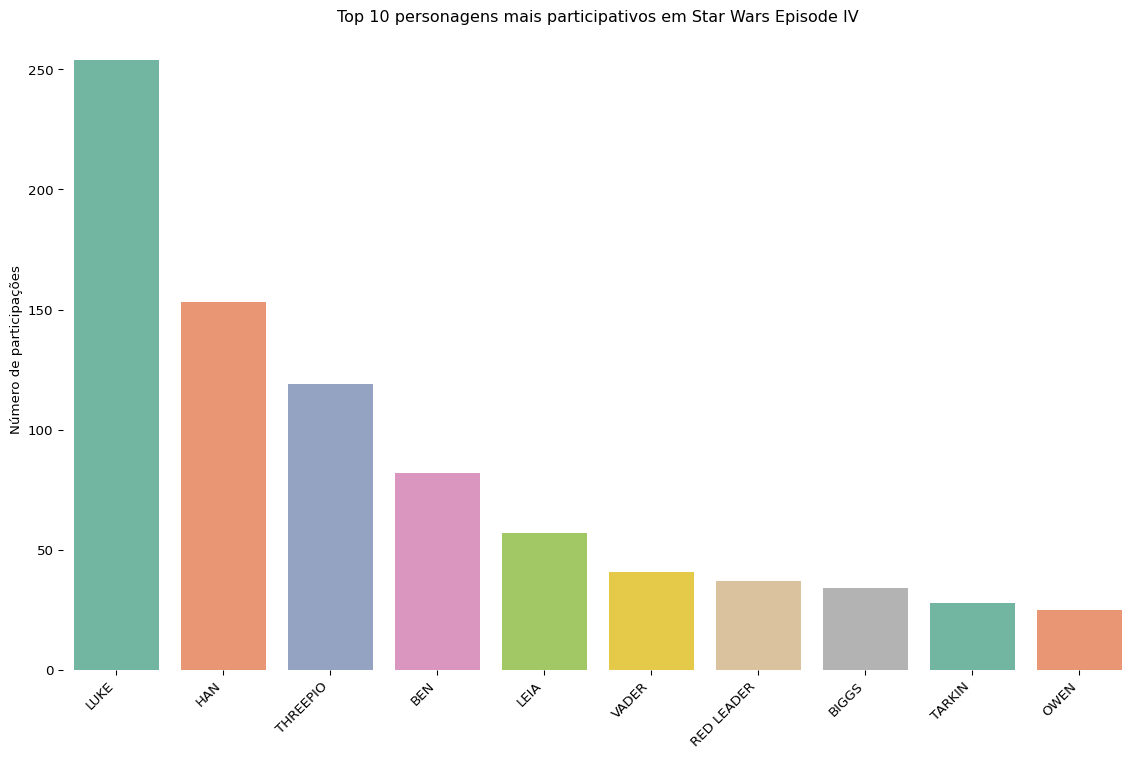 Top 10 personagens mais participativos em Star Wars Episode IV
Número de participações
250
200
150
100
50
0
LUKE
HAN
THREEPIO
BEN
LEIA
VADER
RED LEADER
BIGGS
TARKIN
OWEN